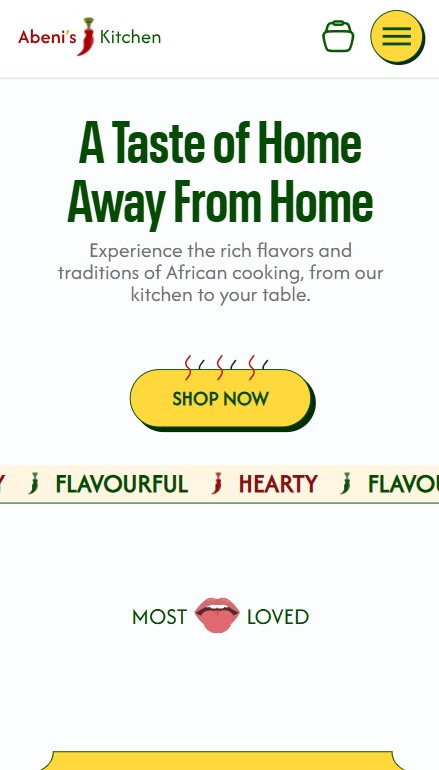 Abeni's Kitchen
A Taste of Home
Away From Home
Experience the rich flavors and
traditions of African cooking, from our
kitchen to your table.
SHOP NOW
FLAVOURFUL HEARTY
MOST LOVED